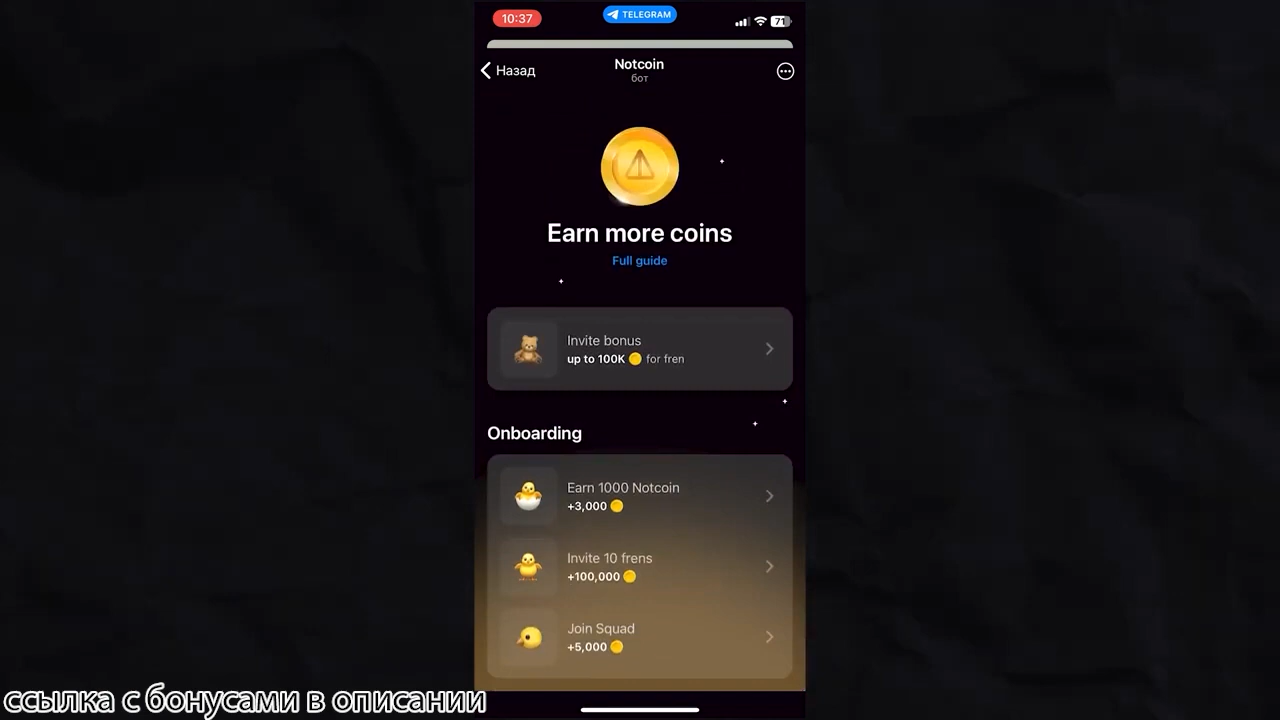 10:37
TELEGRAM
71
Назад
Notcoin
бот
Earn more coins
Full guide
Invite bonus
up to 100K for fren
Onboarding
Earn 1000 Notcoin
+3,000
Invite 10 frens
+100,000
Join Squad
+5,000
ссылка с бонусами в описании